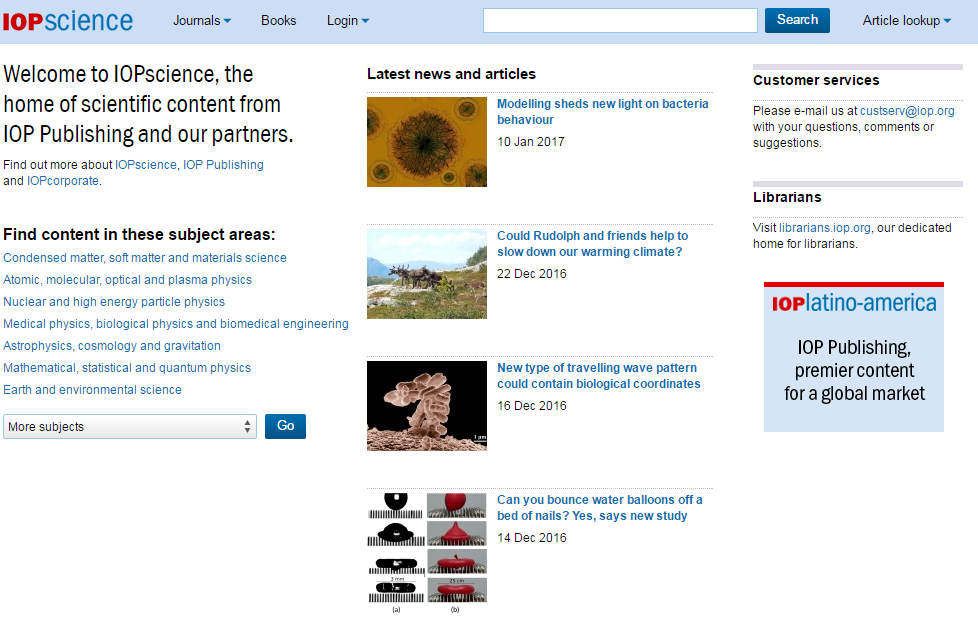 IOPscience Journals Books Login Search Article lookup
Welcome to IOPscience, the
home of scientific content from
IOP Publishing and our partners.
Find out more about IOPscience, IOP Publishing
and IOPcorporate.
Find content in these subject areas:
Condensed matter, soft matter and materials science
Atomic, molecular, optical and plasma physics
Nuclear and high energy particle physics
Medical physics, biological physics and biomedical engineering
Astrophysics, cosmology and gravitation
Mathematical, statistical and quantum physics
Earth and environmental science
More subjects Go
Latest news and articles
Modelling sheds new light on bacteria
behaviour
10 Jan 2017
Could Rudolph and friends help to
slow down our warming climate?
22 Dec 2016
New type of travelling wave pattern
could contain biological coordinates
16 Dec 2016
1 µm
Can you bounce water balloons off a
bed of nails? Yes, says new study
14 Dec 2016
3 mm 25 cm
(a) (b)
Customer services
Please e-mail us at custserv@iop.org
with your questions, comments or
suggestions.
Librarians
Visit librarians.iop.org, our dedicated
home for librarians.
IOPlatino-america
IOP Publishing,
premier content
for a global market